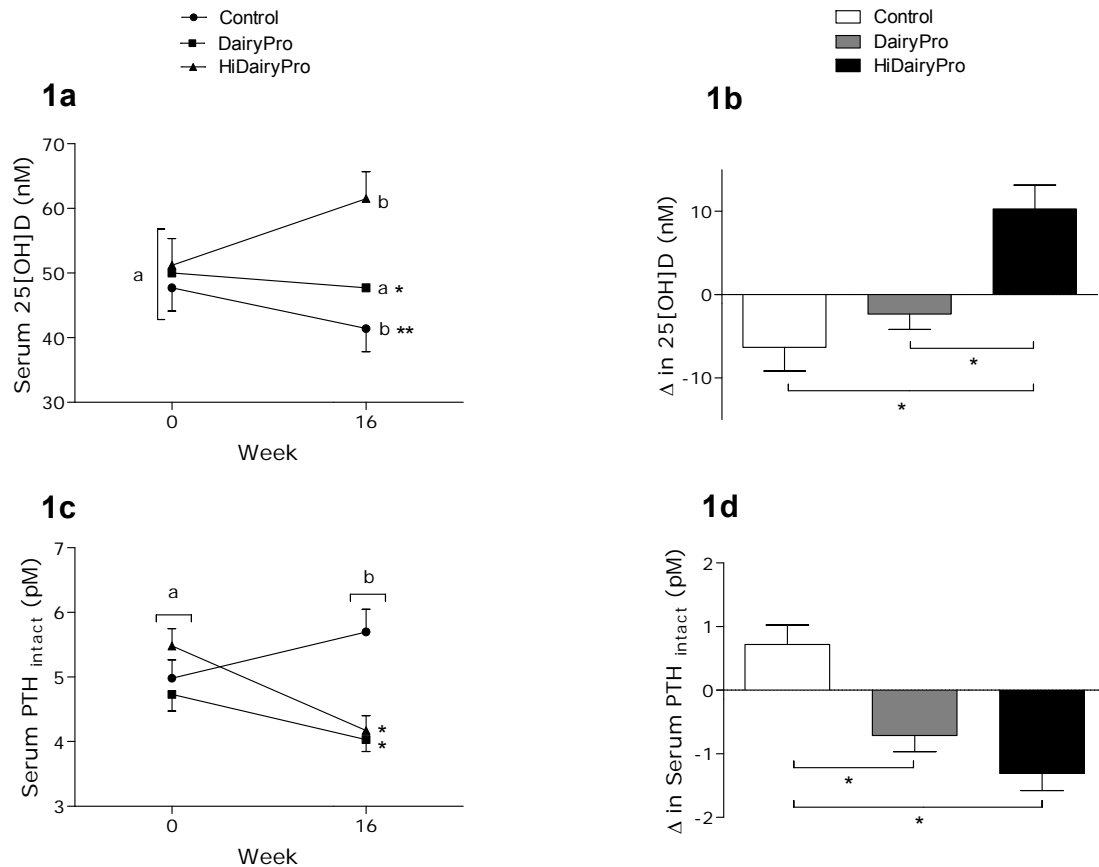 Control
DairyPro
HiDairyPro
Control
DairyPro
HiDairyPro
1a
70
60
50
40
30
Serum 25[OH]D (nM)
a
b
a *
b **
0
16
Week
1b
10
0
-10
Δ in 25[OH]D (nM)
*
*
1c
7
6
5
4
3
Serum PTH intact (pM)
a
b
*
*
0
16
Week
1d
2
1
0
-1
-2
Δ in Serum PTH intact (pM)
*
*